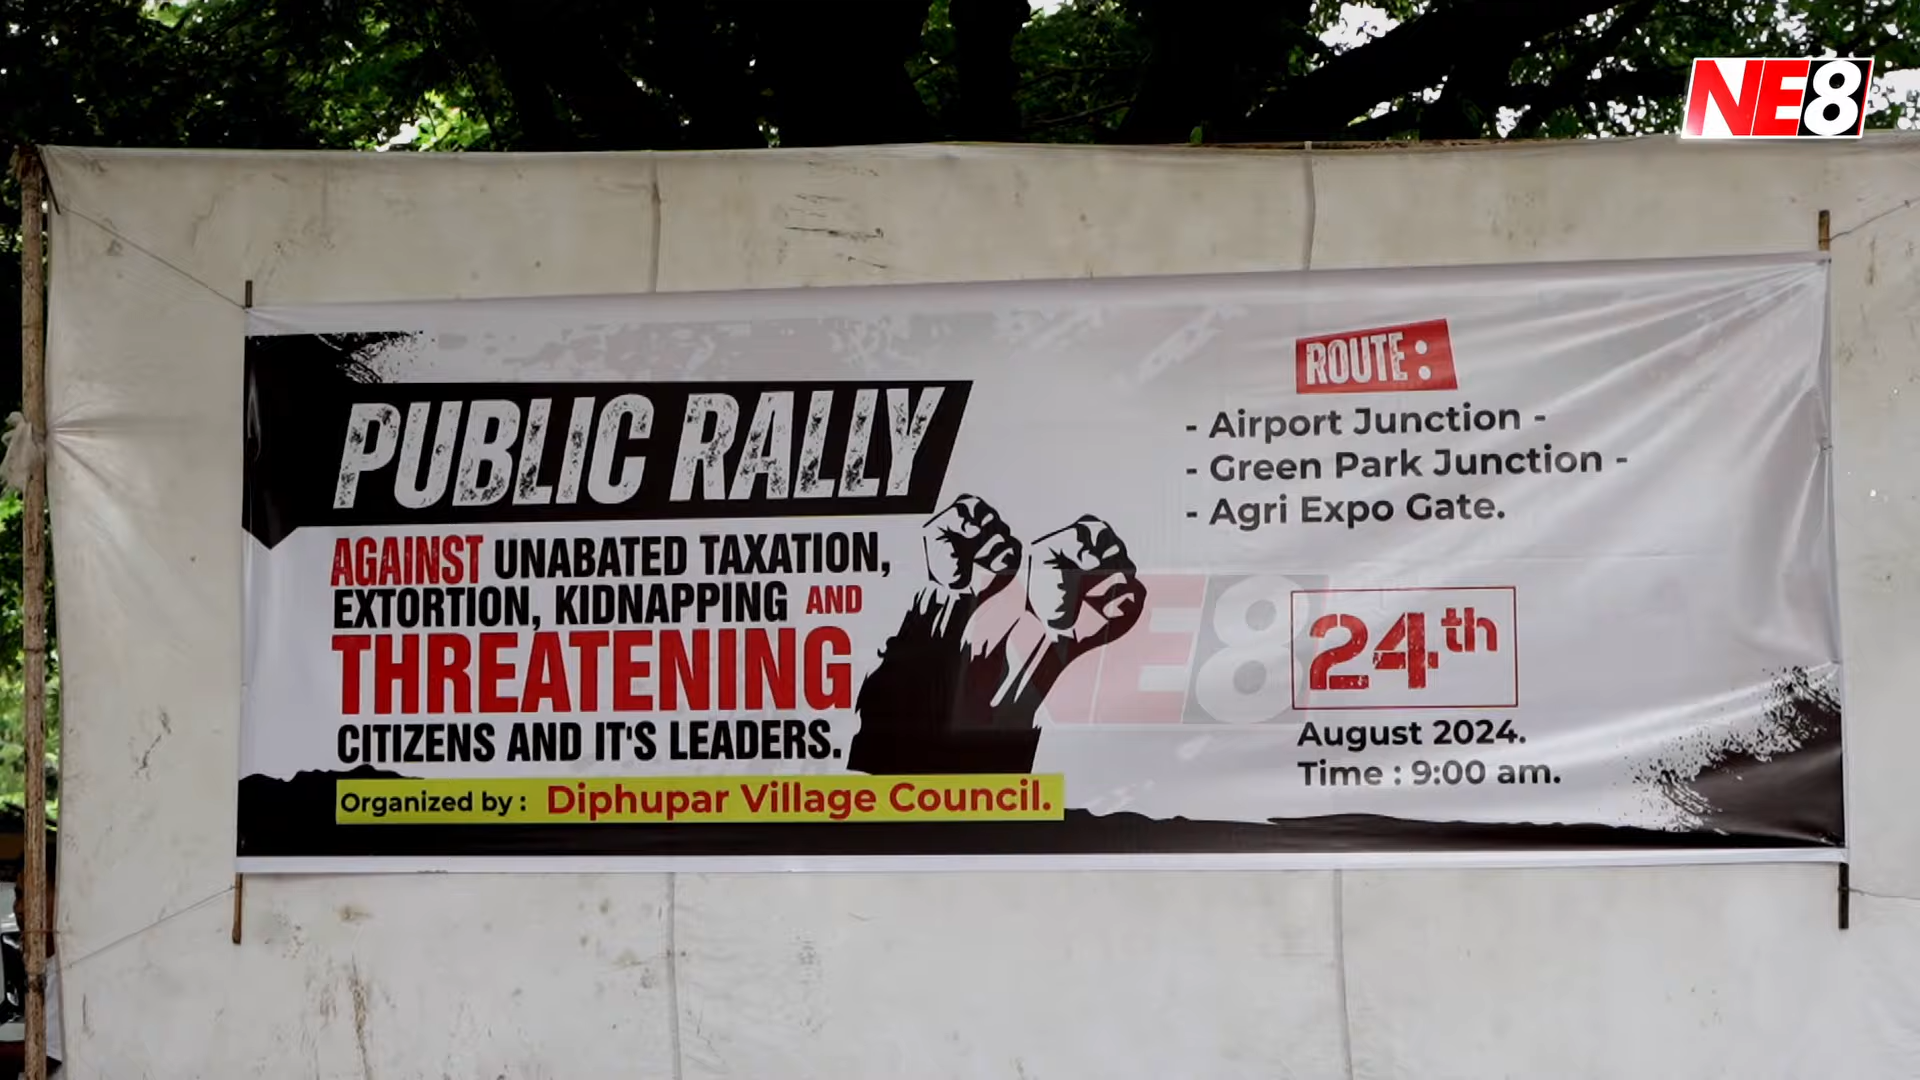 NE8
PUBLIC RALLY
AGAINST UNABATED TAXATION,
EXTORTION, KIDNAPPING AND
THREATENING
CITIZENS AND IT'S LEADERS.
Organized by : Diphupar Village Council.
ROUTE :
- Airport Junction -
- Green Park Junction -
- Agri Expo Gate.
NE8
24th
August 2024.
Time : 9:00 am.